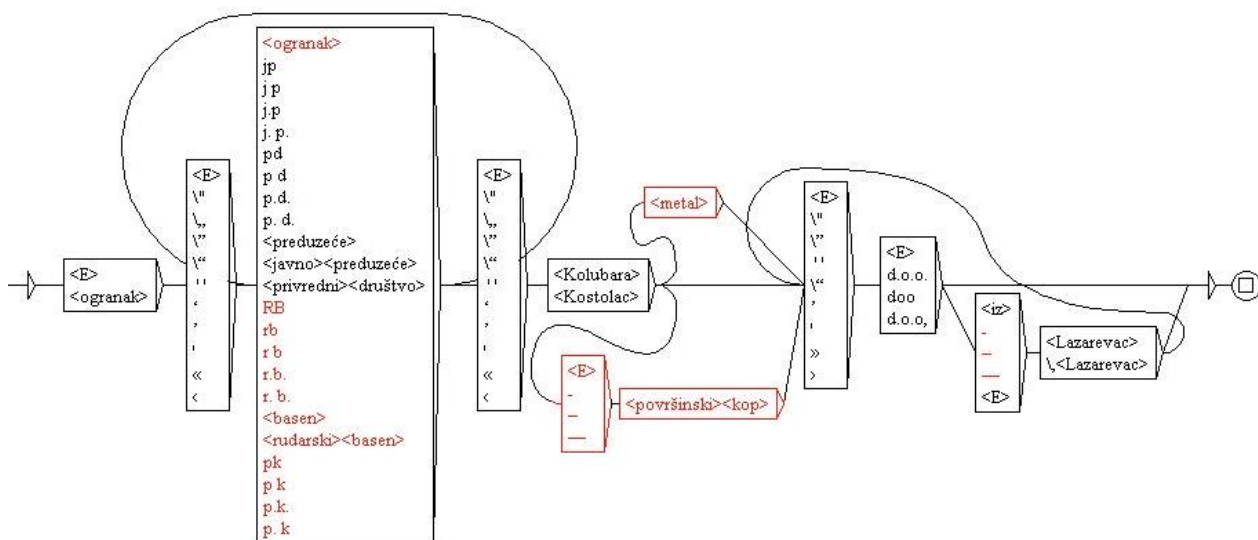 <E>
<ogranak>
<E>
\"
\„
\”
\“
''
‘
’
'
«
‹
<ogranak>
jp
j p
j.p
j. p.
pd
p d
p.d.
p. d.
<preduzeće>
<javno><preduzeće>
<privredni><društvo>
RB
rb
r b
r.b.
r. b.
<basen>
<rudarski><basen>
pk
p k
p.k.
p. k
<E>
\"
\„
\”
\“
''
‘
’
'
«
‹
<Kolubara>
<Kostolac>
<metal>
<E>
-
–
—
<površinski><kop>
<E>
\"
\”
''
\“
’
'
»
›
<E>
d.o.o.
doo
d.o.o,
<iz>
-
–
—
<E>
<Lazarevac>
\,<Lazarevac>